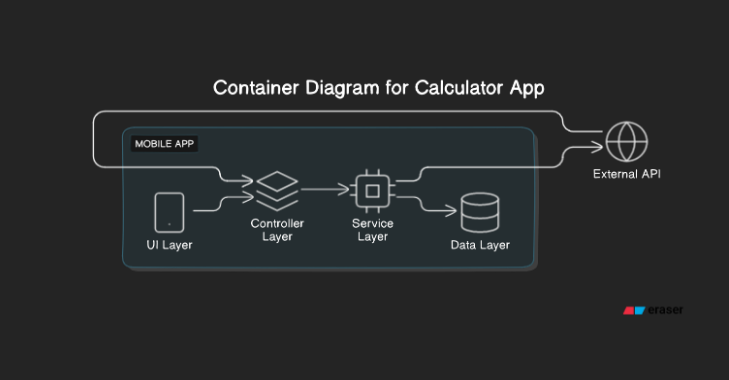 Container Diagram for Calculator App
MOBILE APP
External API
UI Layer
Controller
Layer
Service
Layer
Data Layer
eraser